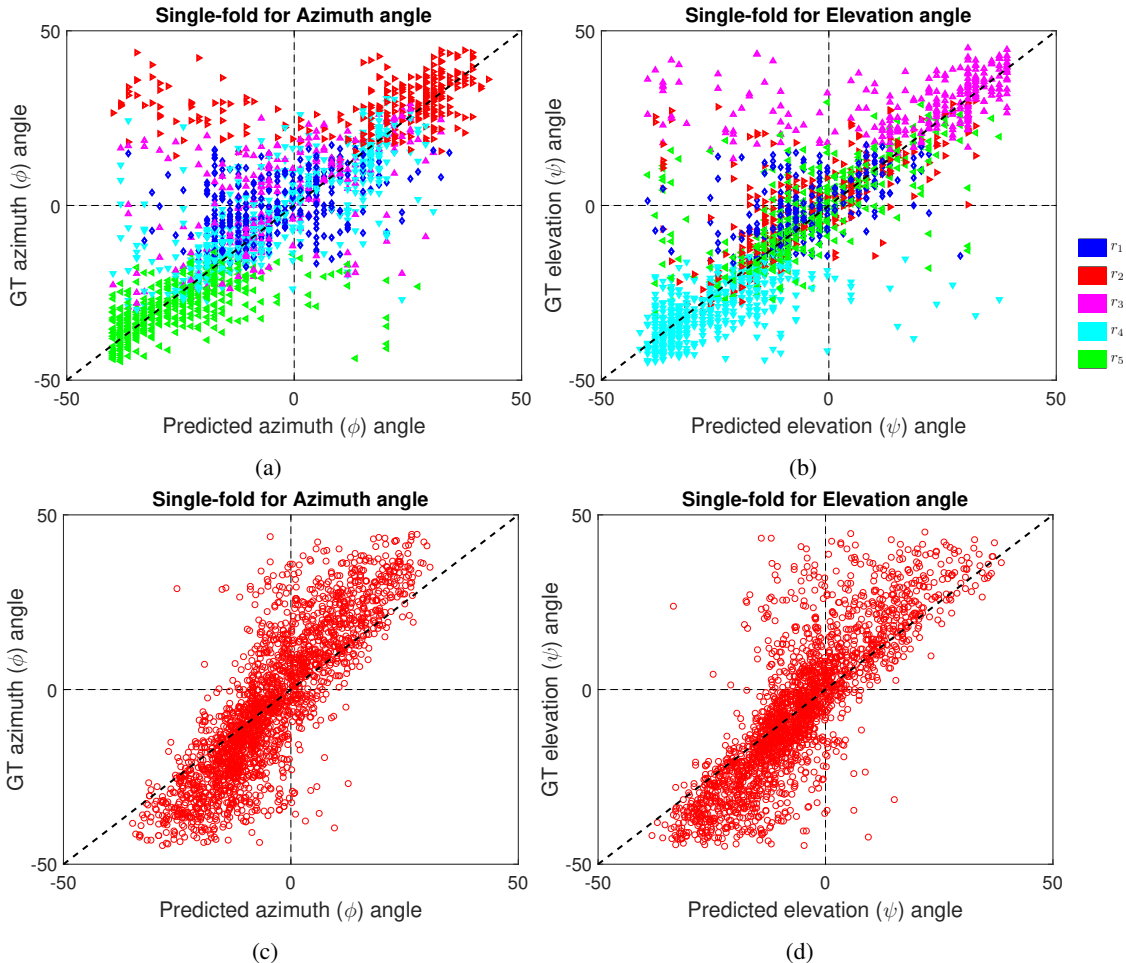 Single-fold for Azimuth angle
50
GT azimuth (ϕ) angle
0
-50
-50 0 50
Predicted azimuth (ϕ) angle
(a)
Single-fold for Elevation angle
50
GT elevation (ψ) angle
0
-50
-50 0 50
Predicted elevation (ψ) angle
(b)
r₁
r₂
r₃
r₄
r₅
Single-fold for Azimuth angle
50
GT azimuth (ϕ) angle
0
-50
-50 0 50
Predicted azimuth (ϕ) angle
(c)
Single-fold for Elevation angle
50
GT elevation (ψ) angle
0
-50
-50 0 50
Predicted elevation (ψ) angle
(d)